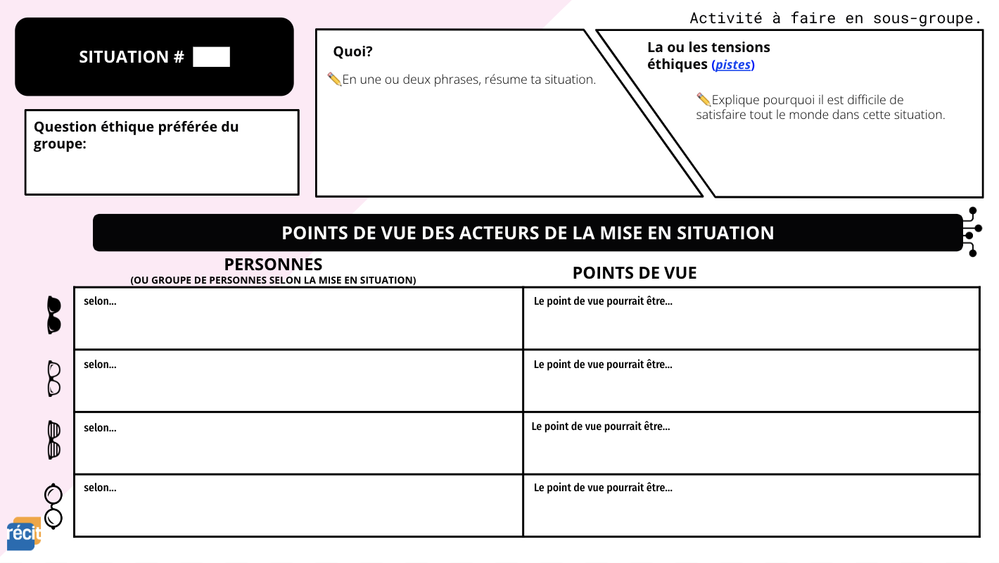 Activité à faire en sous-groupe.
SITUATION #
Quoi?
✏️En une ou deux phrases, résume ta situation.
La ou les tensions
éthiques (pistes)
✏️Explique pourquoi il est difficile de
satisfaire tout le monde dans cette situation.
Question éthique préférée du
groupe:
POINTS DE VUE DES ACTEURS DE LA MISE EN SITUATION
PERSONNES
(OU GROUPE DE PERSONNES SELON LA MISE EN SITUATION)
POINTS DE VUE
selon...
Le point de vue pourrait être...
selon...
Le point de vue pourrait être...
selon...
Le point de vue pourrait être...
selon...
Le point de vue pourrait être...
récit